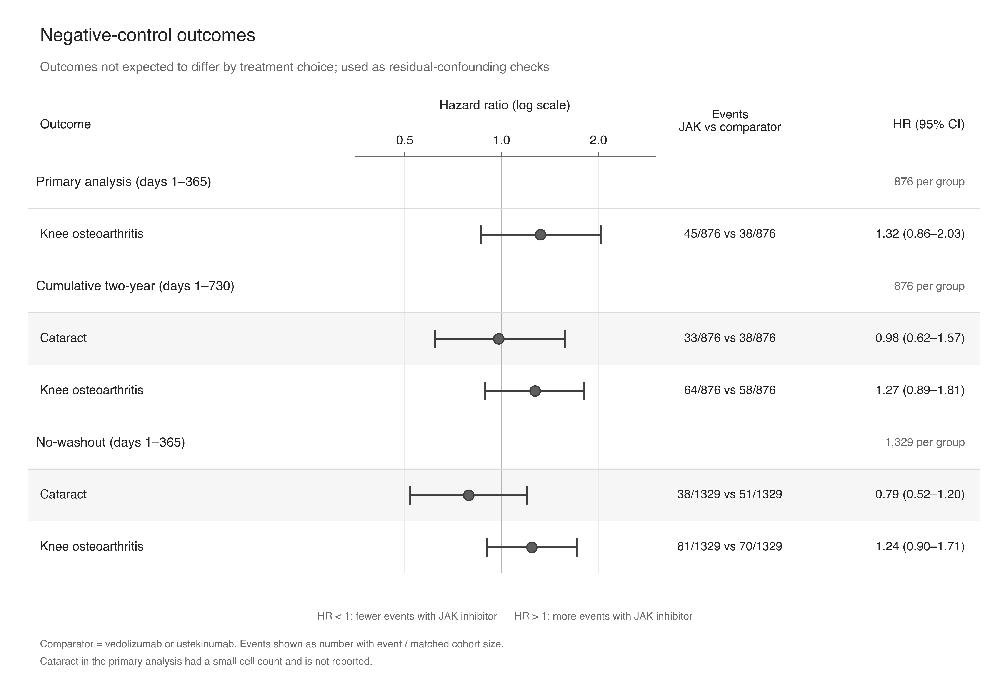 Negative-control outcomes
Outcomes not expected to differ by treatment choice; used as residual-confounding checks
Hazard ratio (log scale)
Outcome
Events
JAK vs comparator
HR (95% CI)
0.5 1.0 2.0
Primary analysis (days 1–365) 876 per group
Knee osteoarthritis 45/876 vs 38/876 1.32 (0.86–2.03)
Cumulative two-year (days 1–730) 876 per group
Cataract 33/876 vs 38/876 0.98 (0.62–1.57)
Knee osteoarthritis 64/876 vs 58/876 1.27 (0.89–1.81)
No-washout (days 1–365) 1,329 per group
Cataract 38/1329 vs 51/1329 0.79 (0.52–1.20)
Knee osteoarthritis 81/1329 vs 70/1329 1.24 (0.90–1.71)
HR < 1: fewer events with JAK inhibitor HR > 1: more events with JAK inhibitor
Comparator = vedolizumab or ustekinumab. Events shown as number with event / matched cohort size.
Cataract in the primary analysis had a small cell count and is not reported.